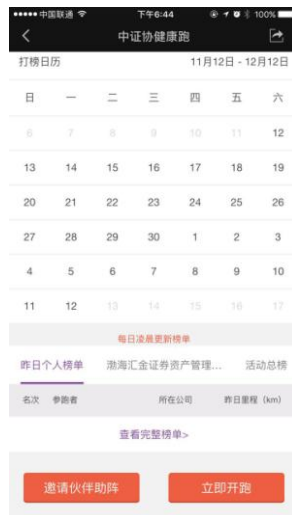 中国联通 下午6:44 100%
中证协健康跑
打榜日历 11月12日 - 12月12日
日 一 二 三 四 五 六
6 7 8 9 10 11 12
13 14 15 16 17 18 19
20 21 22 23 24 25 26
27 28 29 30 1 2 3
4 5 6 7 8 9 10
11 12 13 14 15 16 17
每日凌晨更新榜单
昨日个人榜单 渤海汇金证券资产管理... 活动总榜
名次 参跑者 所在公司 昨日里程 (km)
查看完整榜单>
邀请伙伴助阵 立即开跑